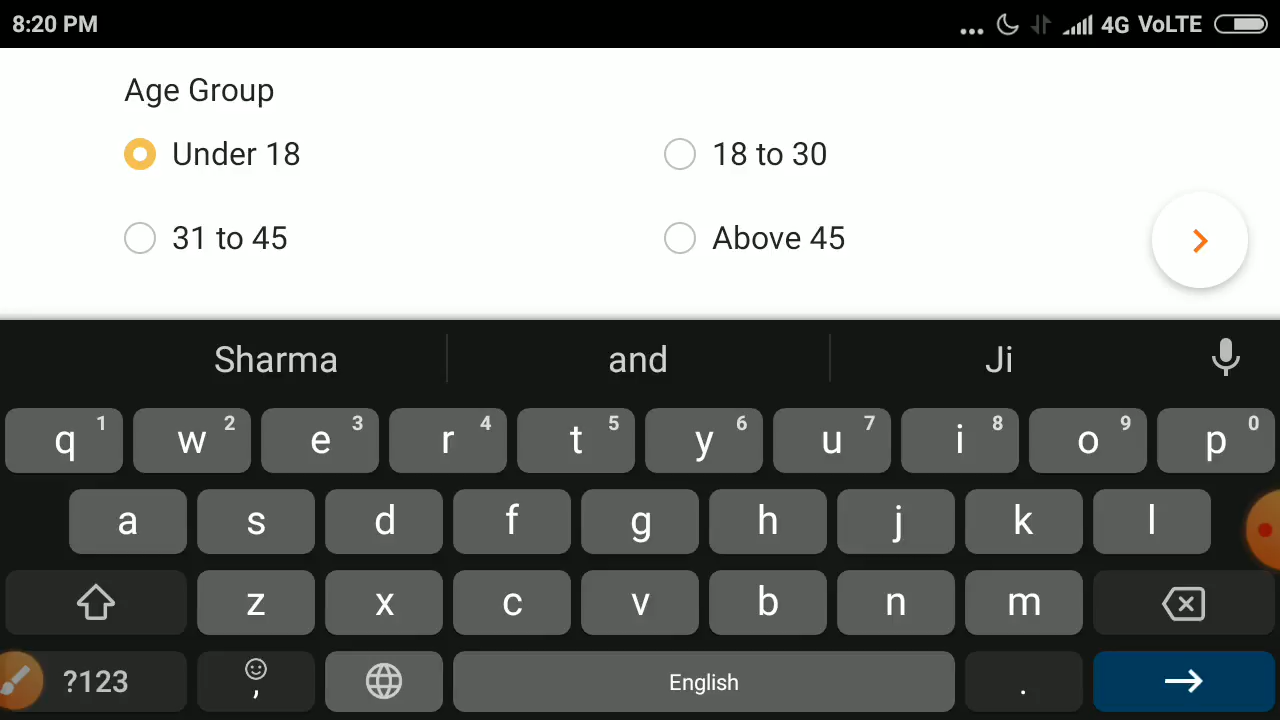 8:20 PM
4G VoLTE
Age Group
Under 18
18 to 30
31 to 45
Above 45
Sharma and Ji
q 1 w 2 e 3 r 4 t 5 y 6 u 7 i 8 o 9 p 0
a s d f g h j k l
z x c v b n m
?123 , English .